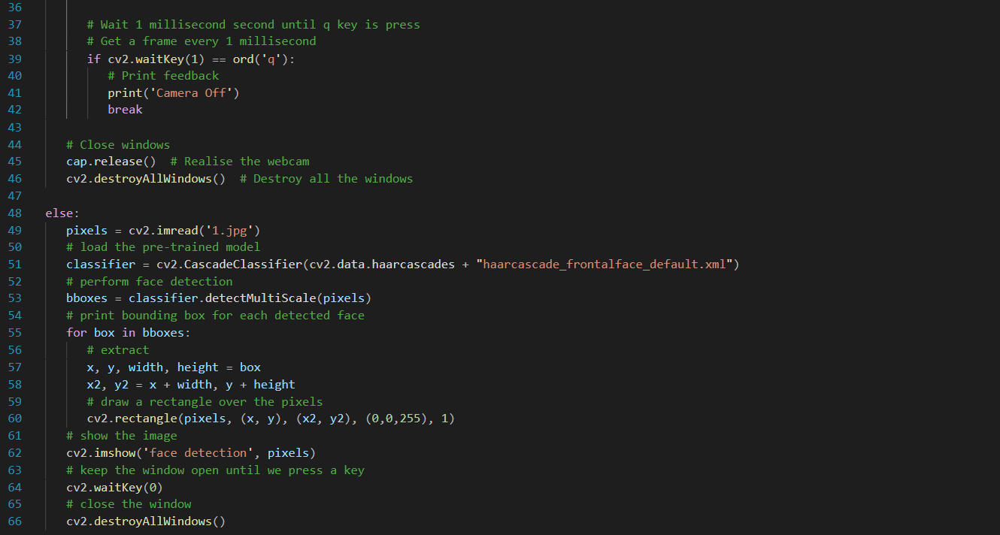 36
37 # Wait 1 millisecond second until q key is press
38 # Get a frame every 1 millisecond
39 if cv2.waitKey(1) == ord('q'):
40 # Print feedback
41 print('Camera Off')
42 break
43
44 # Close windows
45 cap.release()  # Realise the webcam
46 cv2.destroyAllWindows()  # Destroy all the windows
47
48 else:
49 pixels = cv2.imread('1.jpg')
50 # load the pre-trained model
51 classifier = cv2.CascadeClassifier(cv2.data.haarcascades + "haarcascade_frontalface_default.xml")
52 # perform face detection
53 bboxes = classifier.detectMultiScale(pixels)
54 # print bounding box for each detected face
55 for box in bboxes:
56 # extract
57 x, y, width, height = box
58 x2, y2 = x + width, y + height
59 # draw a rectangle over the pixels
60 cv2.rectangle(pixels, (x, y), (x2, y2), (0,0,255), 1)
61 # show the image
62 cv2.imshow('face detection', pixels)
63 # keep the window open until we press a key
64 cv2.waitKey(0)
65 # close the window
66 cv2.destroyAllWindows()